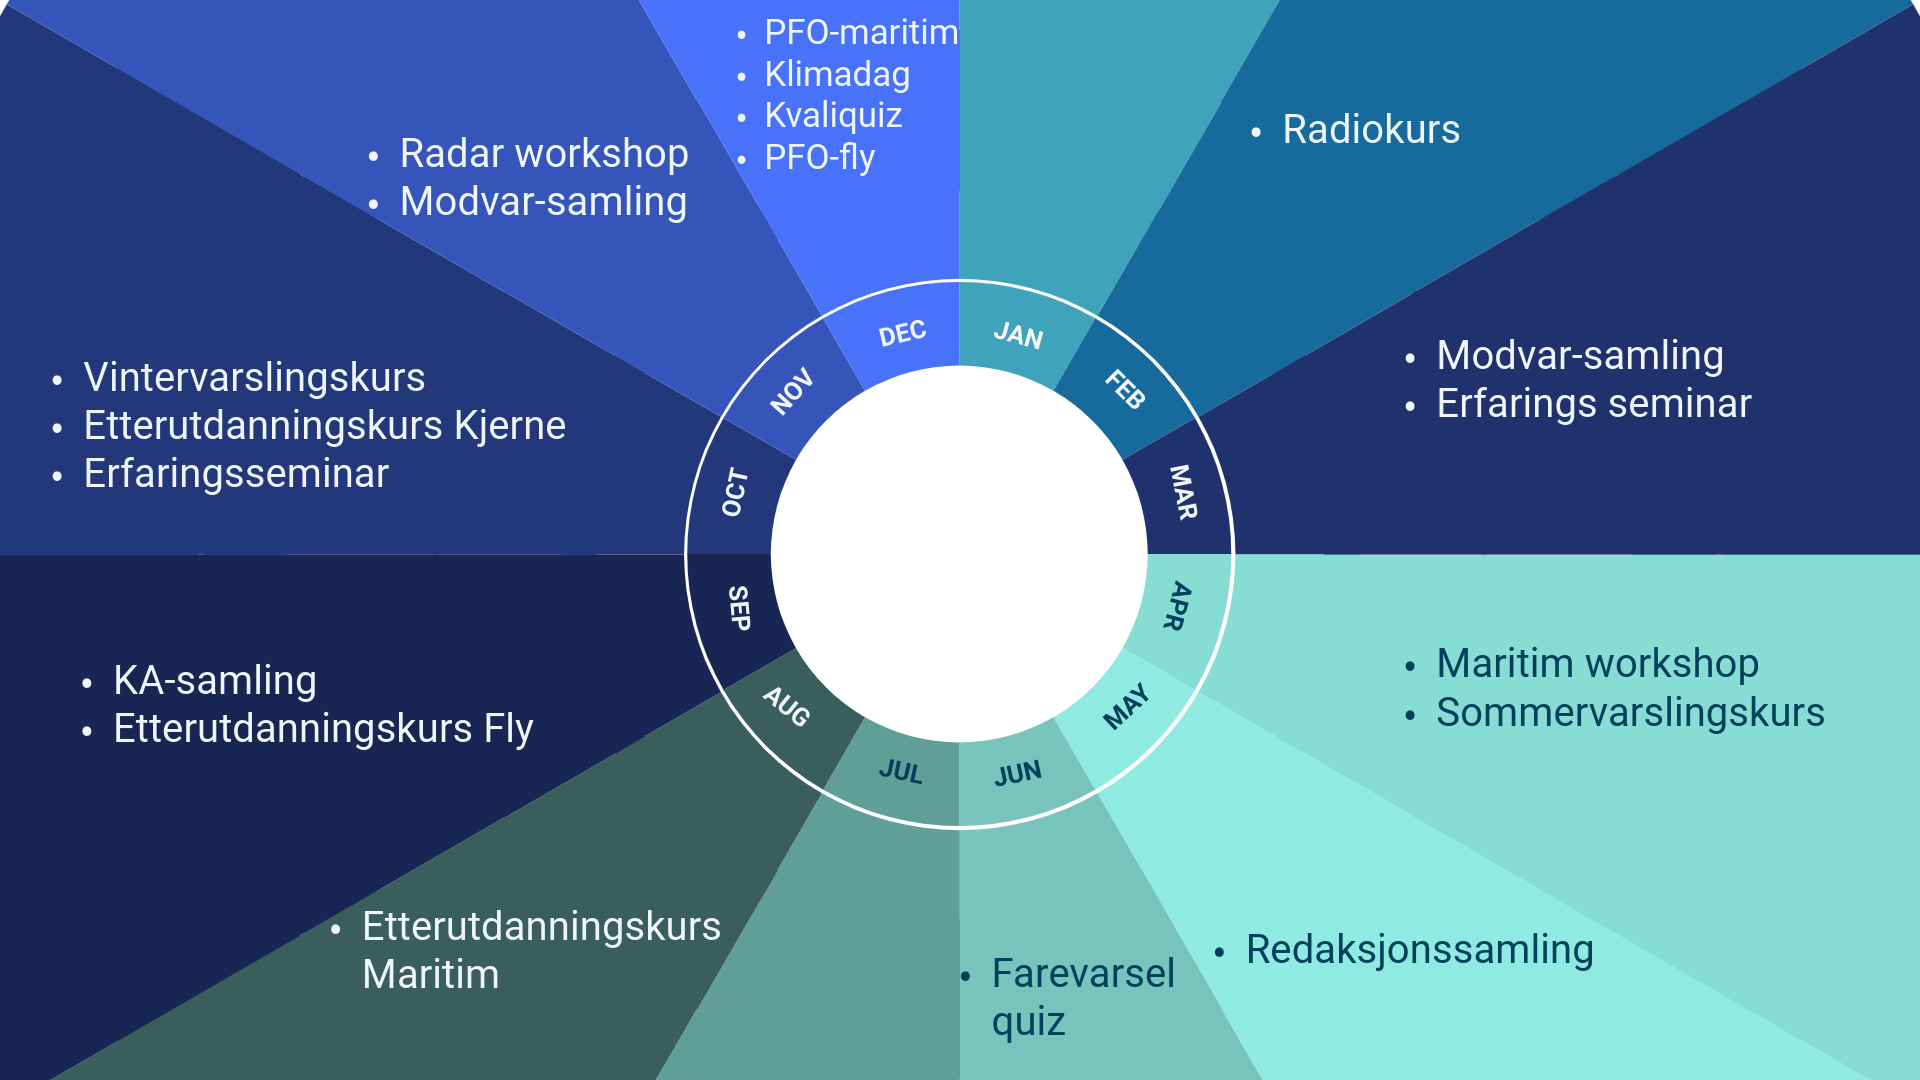 • PFO-maritim
• Klimadag
• Kvaliquiz
• PFO-fly
• Radiokurs
• Radar workshop
• Modvar-samling
• Modvar-samling
• Erfarings seminar
• Vintervarslingskurs
• Etterutdanningskurs Kjerne
• Erfaringsseminar
DEC
JAN
NOV
FEB
OCT
MAR
SEP
APR
AUG
MAY
JUL
JUN
• KA-samling
• Etterutdanningskurs Fly
• Maritim workshop
• Sommervarslingskurs
• Etterutdanningskurs
Maritim
• Farevarsel
quiz
• Redaksjonssamling